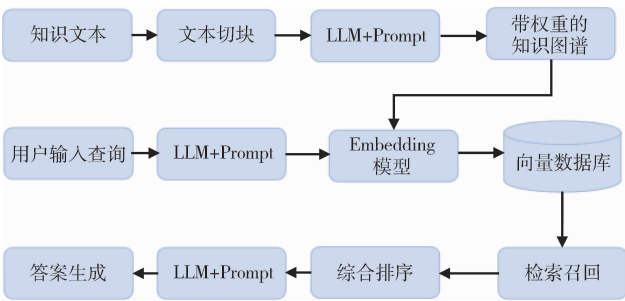 知识文本
文本切块
LLM+Prompt
带权重的
知识图谱
用户输入查询
LLM+Prompt
Embedding
模型
向量数据库
答案生成
LLM+Prompt
综合排序
检索召回